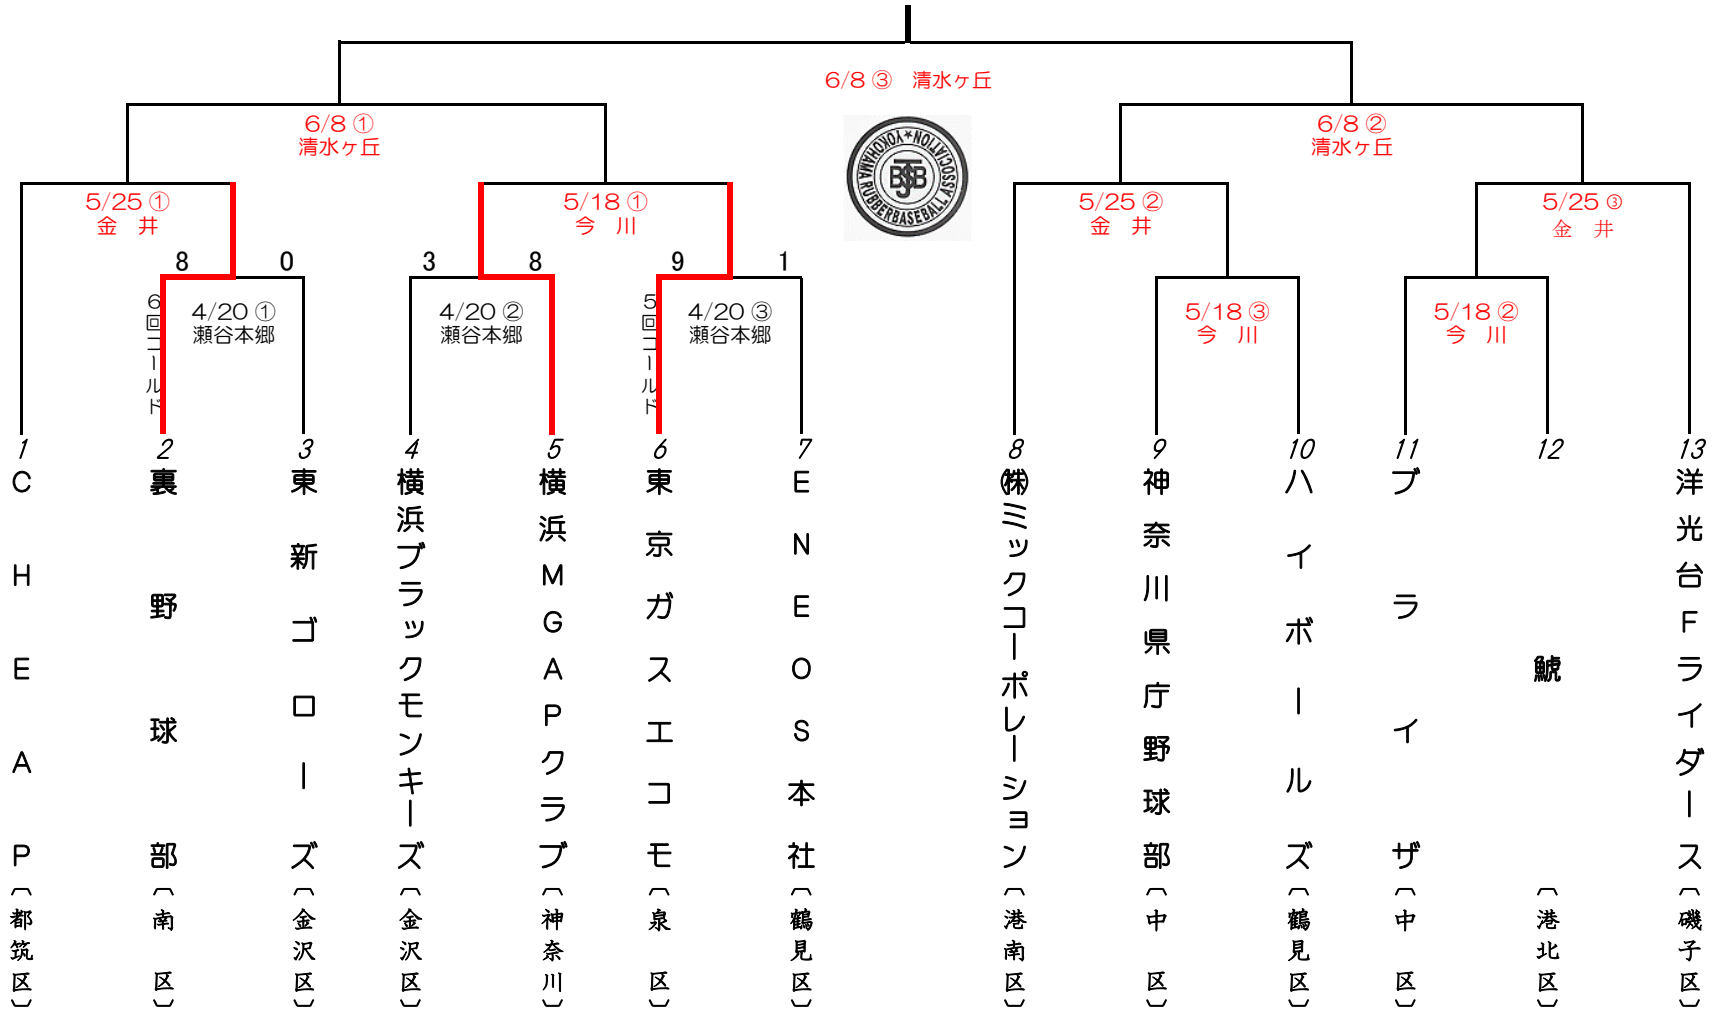 6/8 ③　清水ヶ丘
6/8 ①
清水ヶ丘
6/8 ②
清水ヶ丘
YOKOHAMA RUBBERBASEBALL ASSOCIATION
5/25 ①
金　井
5/18 ①
今　川
5/25 ②
金　井
5/25 ③
金　井
8
0
3
8
9
1
6回コールド
4/20 ①
瀬谷本郷
4/20 ②
瀬谷本郷
5回コールド
4/20 ③
瀬谷本郷
5/18 ③
今　川
5/18 ②
今　川
1
CHEAP
〔都筑区〕
2
裏野球部
〔南　区〕
3
東新ゴローズ
〔金沢区〕
4
横浜ブラックモンキーズ
〔金沢区〕
5
横浜MGAPクラブ
〔神奈川〕
6
東京ガスエコモ
〔泉　区〕
7
ENEOS本社
〔鶴見区〕
8
㈱ミックコーポレーション
〔港南区〕
9
神奈川県庁野球部
〔中　区〕
10
ハイボールズ
〔鶴見区〕
11
ブライザ
〔中　区〕
12
鯱
〔港北区〕
13
洋光台Fライダース
〔磯子区〕